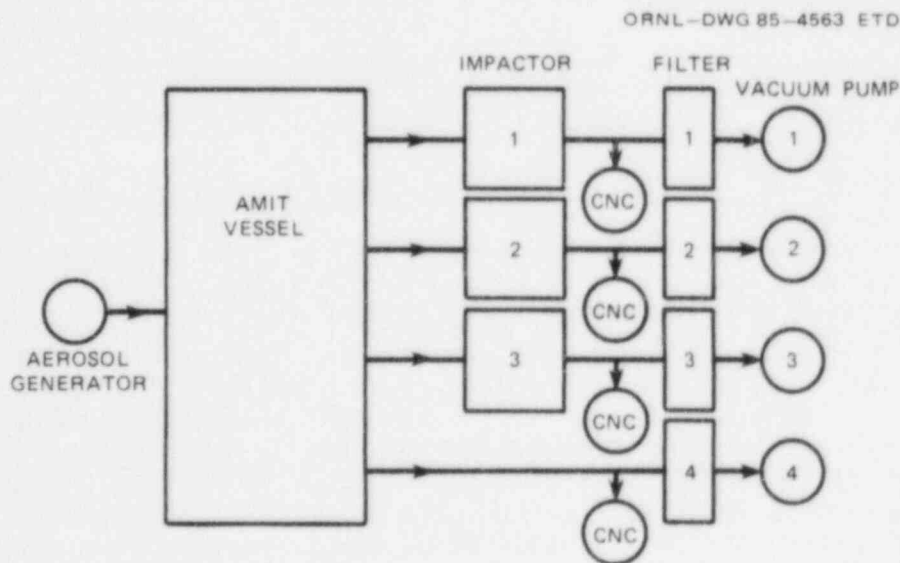 ORNL-DWG 85-4563 ETD
IMPACTOR
FILTER
VACUUM PUMP
1
1
1
CNC
AMIT
VESSEL
2
2
2
CNC
AEROSOL
GENERATOR
3
3
3
CNC
4
4
CNC